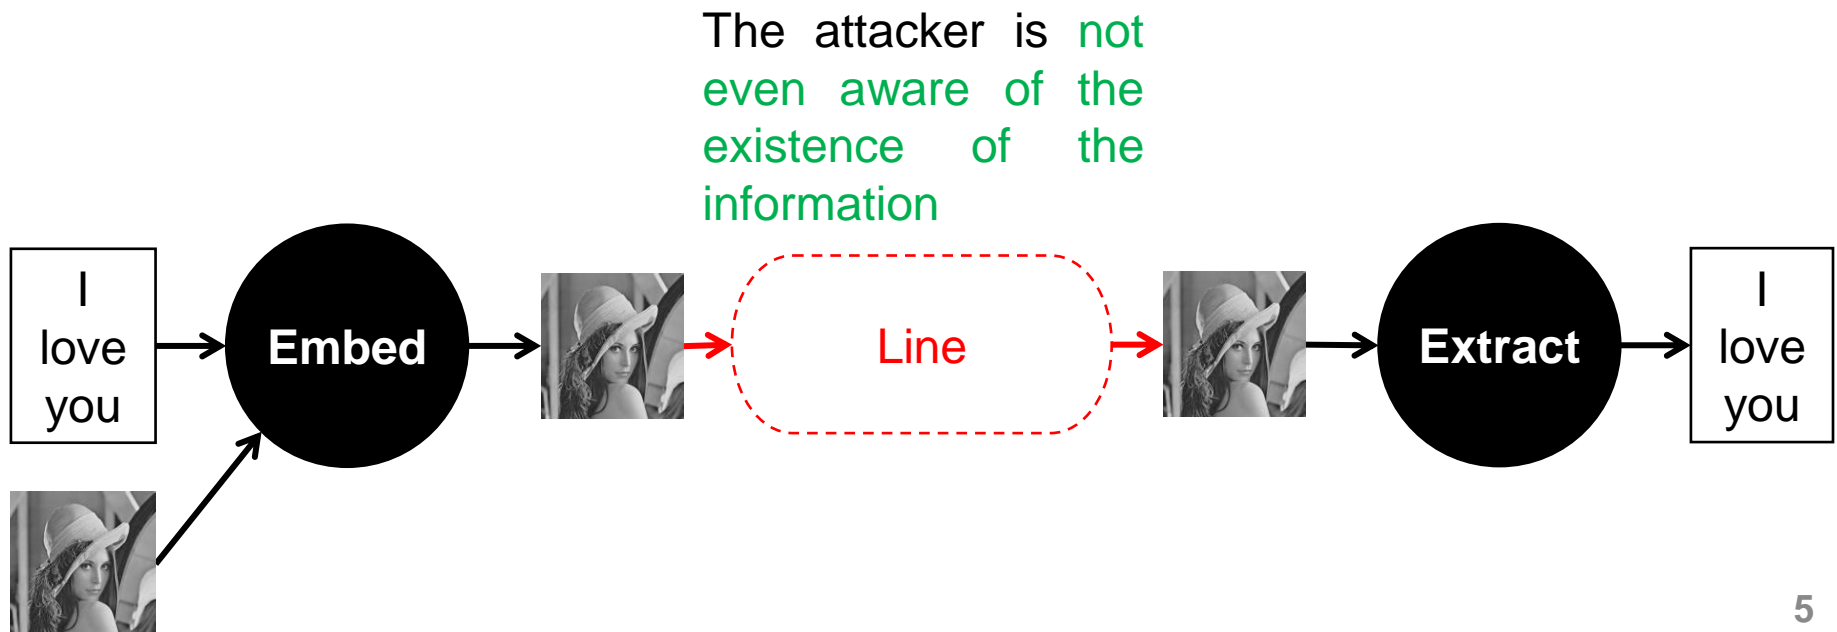 The attacker is not
even aware of the
existence of the
information
I
love
you
Embed
Line
Extract
I
love
you
5